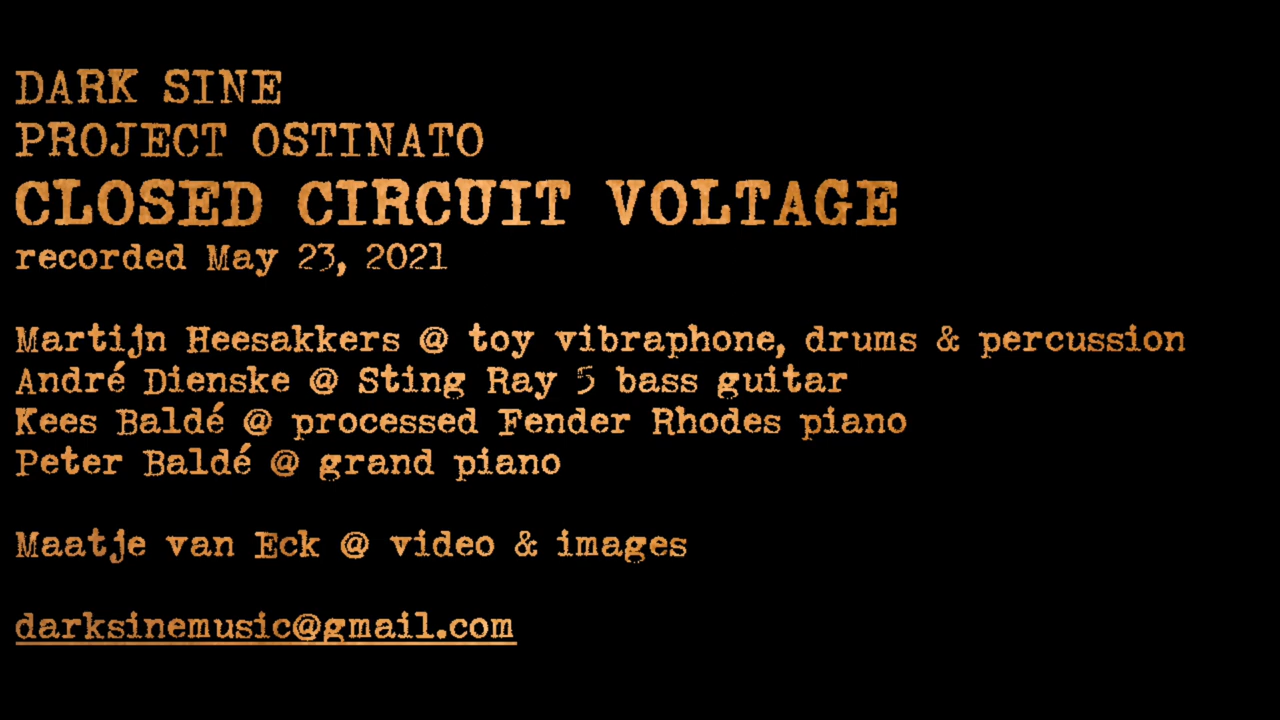 DARK SINE
PROJECT OSTINATO
CLOSED CIRCUIT VOLTAGE
recorded May 23, 2021
Martijn Heesakkers @ toy vibraphone, drums & percussion
André Dienske @ Sting Ray 5 bass guitar
Kees Baldé @ processed Fender Rhodes piano
Peter Baldé @ grand piano
Maatje van Eck @ video & images
darksinemusic@gmail.com